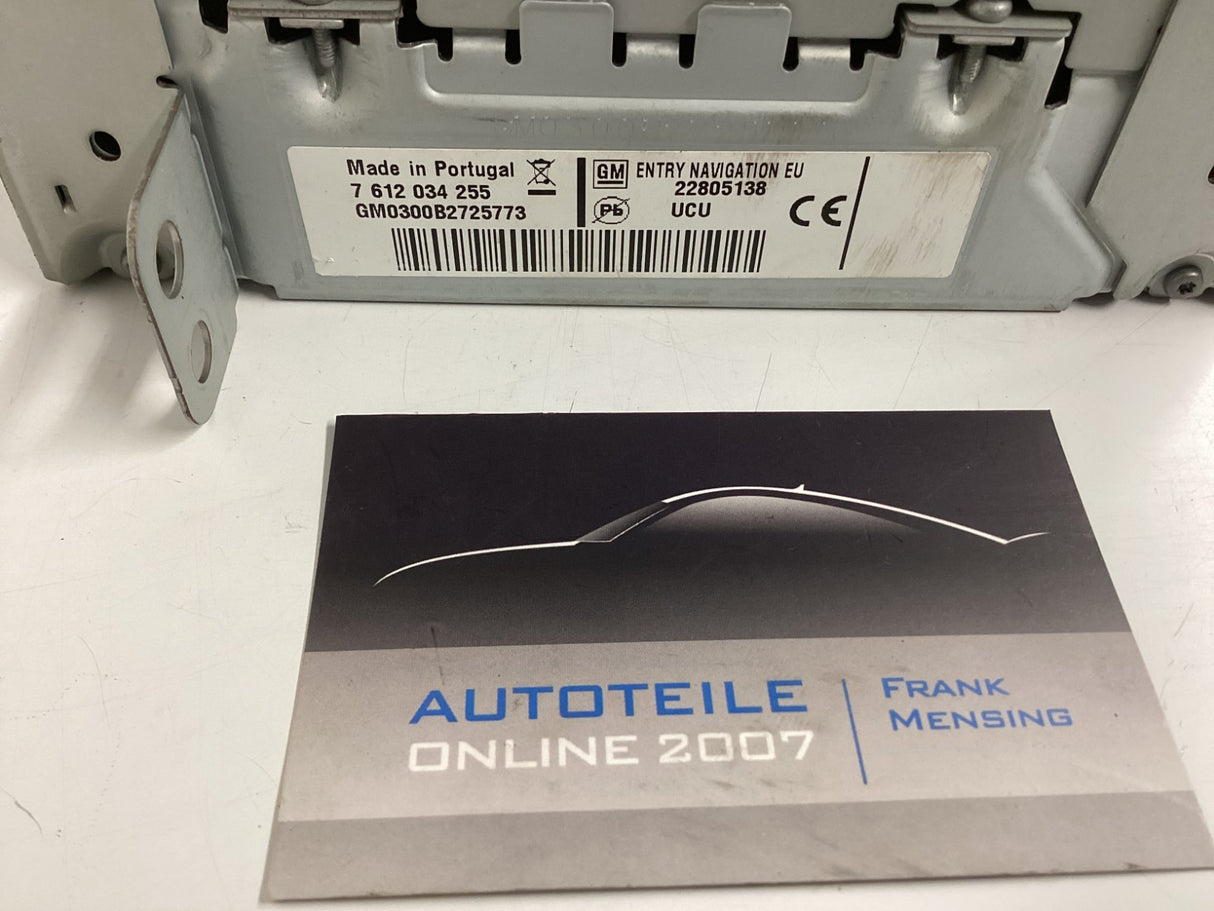 Made in Portugal
7 612 034 255
GM0300B2725773
GM ENTRY NAVIGATION EU
22805138
Pb UCU
CE
AUTOTEILE
ONLINE 2007
FRANK
MENSING